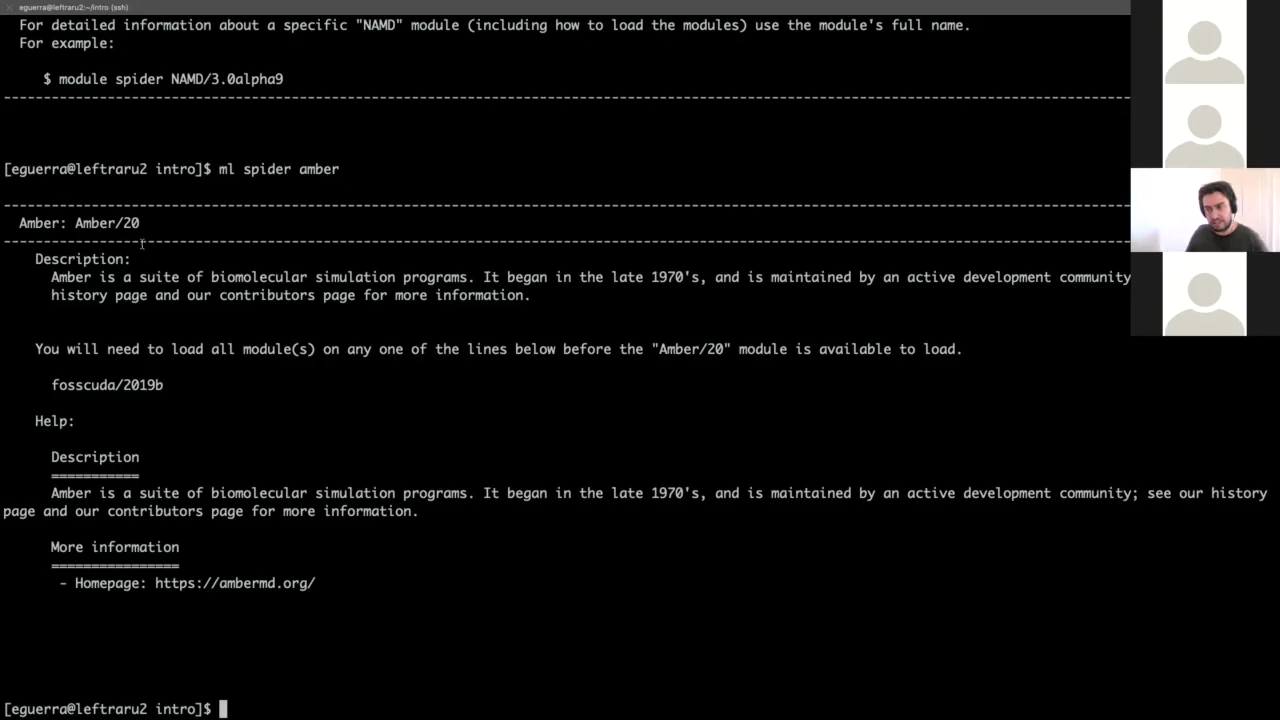 eguerra@leftraru2:~/intro (ssh)
For detailed information about a specific "NAMD" module (including how to load the modules) use the module's full name.
For example:
$ module spider NAMD/3.0alpha9
--------------------------------------------------------------------------------------------------------------------------------------------
[eguerra@leftraru2 intro]$ ml spider amber
--------------------------------------------------------------------------------------------------------------------------------------------
Amber: Amber/20
--------------------------------------------------------------------------------------------------------------------------------------------
Description:
Amber is a suite of biomolecular simulation programs. It began in the late 1970's, and is maintained by an active development community
history page and our contributors page for more information.
You will need to load all module(s) on any one of the lines below before the "Amber/20" module is available to load.
fosscuda/2019b
Help:
Description
===========
Amber is a suite of biomolecular simulation programs. It began in the late 1970's, and is maintained by an active development community; see our history
page and our contributors page for more information.
More information
================
- Homepage: https://ambermd.org/
[eguerra@leftraru2 intro]$